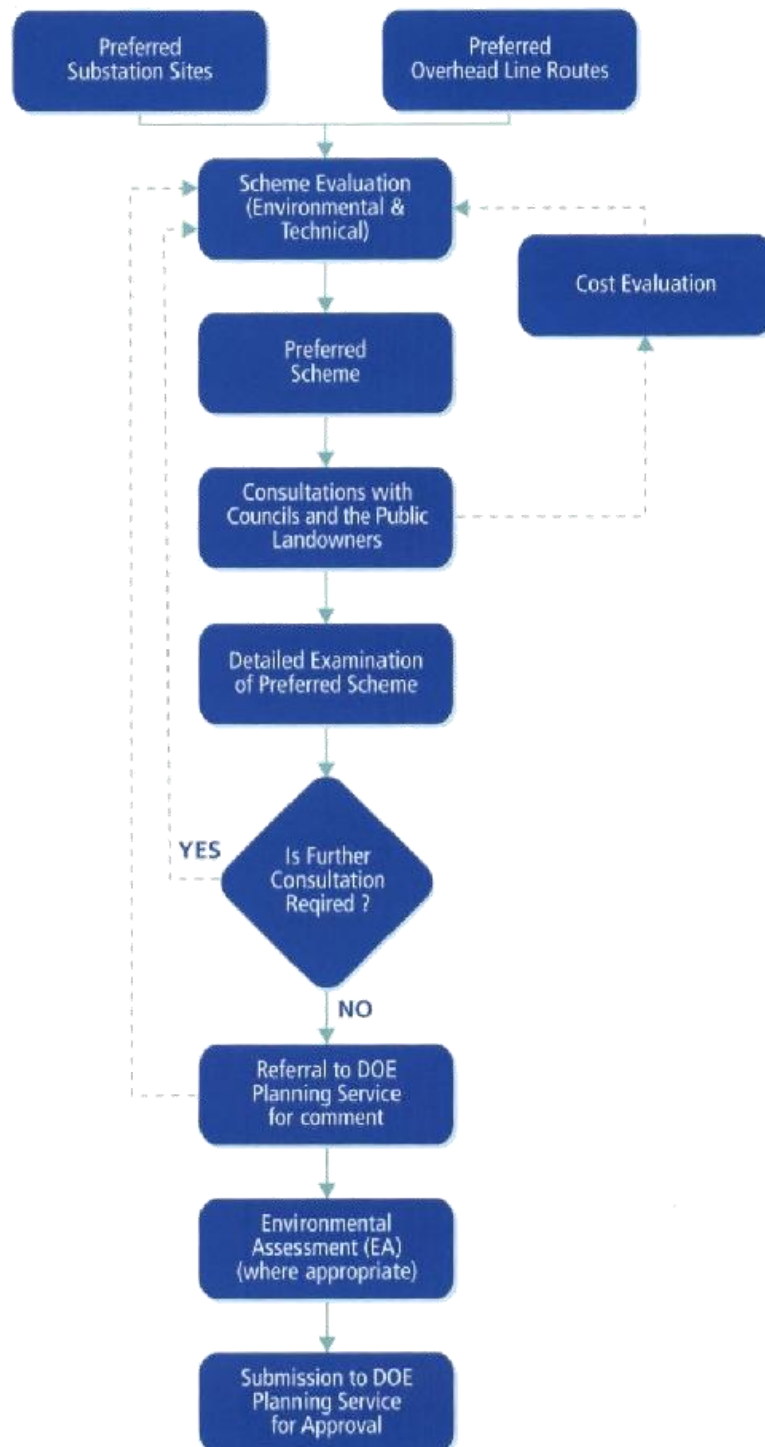 Preferred
Substation Sites
Preferred
Overhead Line Routes
Scheme Evaluation
(Environmental &
Technical)
Cost Evaluation
Preferred
Scheme
Consultations with
Councils and the Public
Landowners
Detailed Examination
of Preferred Scheme
YES
Is Further
Consultation
Reqired ?
NO
Referral to DOE
Planning Service
for comment
Environmental
Assessment (EA)
(where appropriate)
Submission to DOE
Planning Service
for Approval